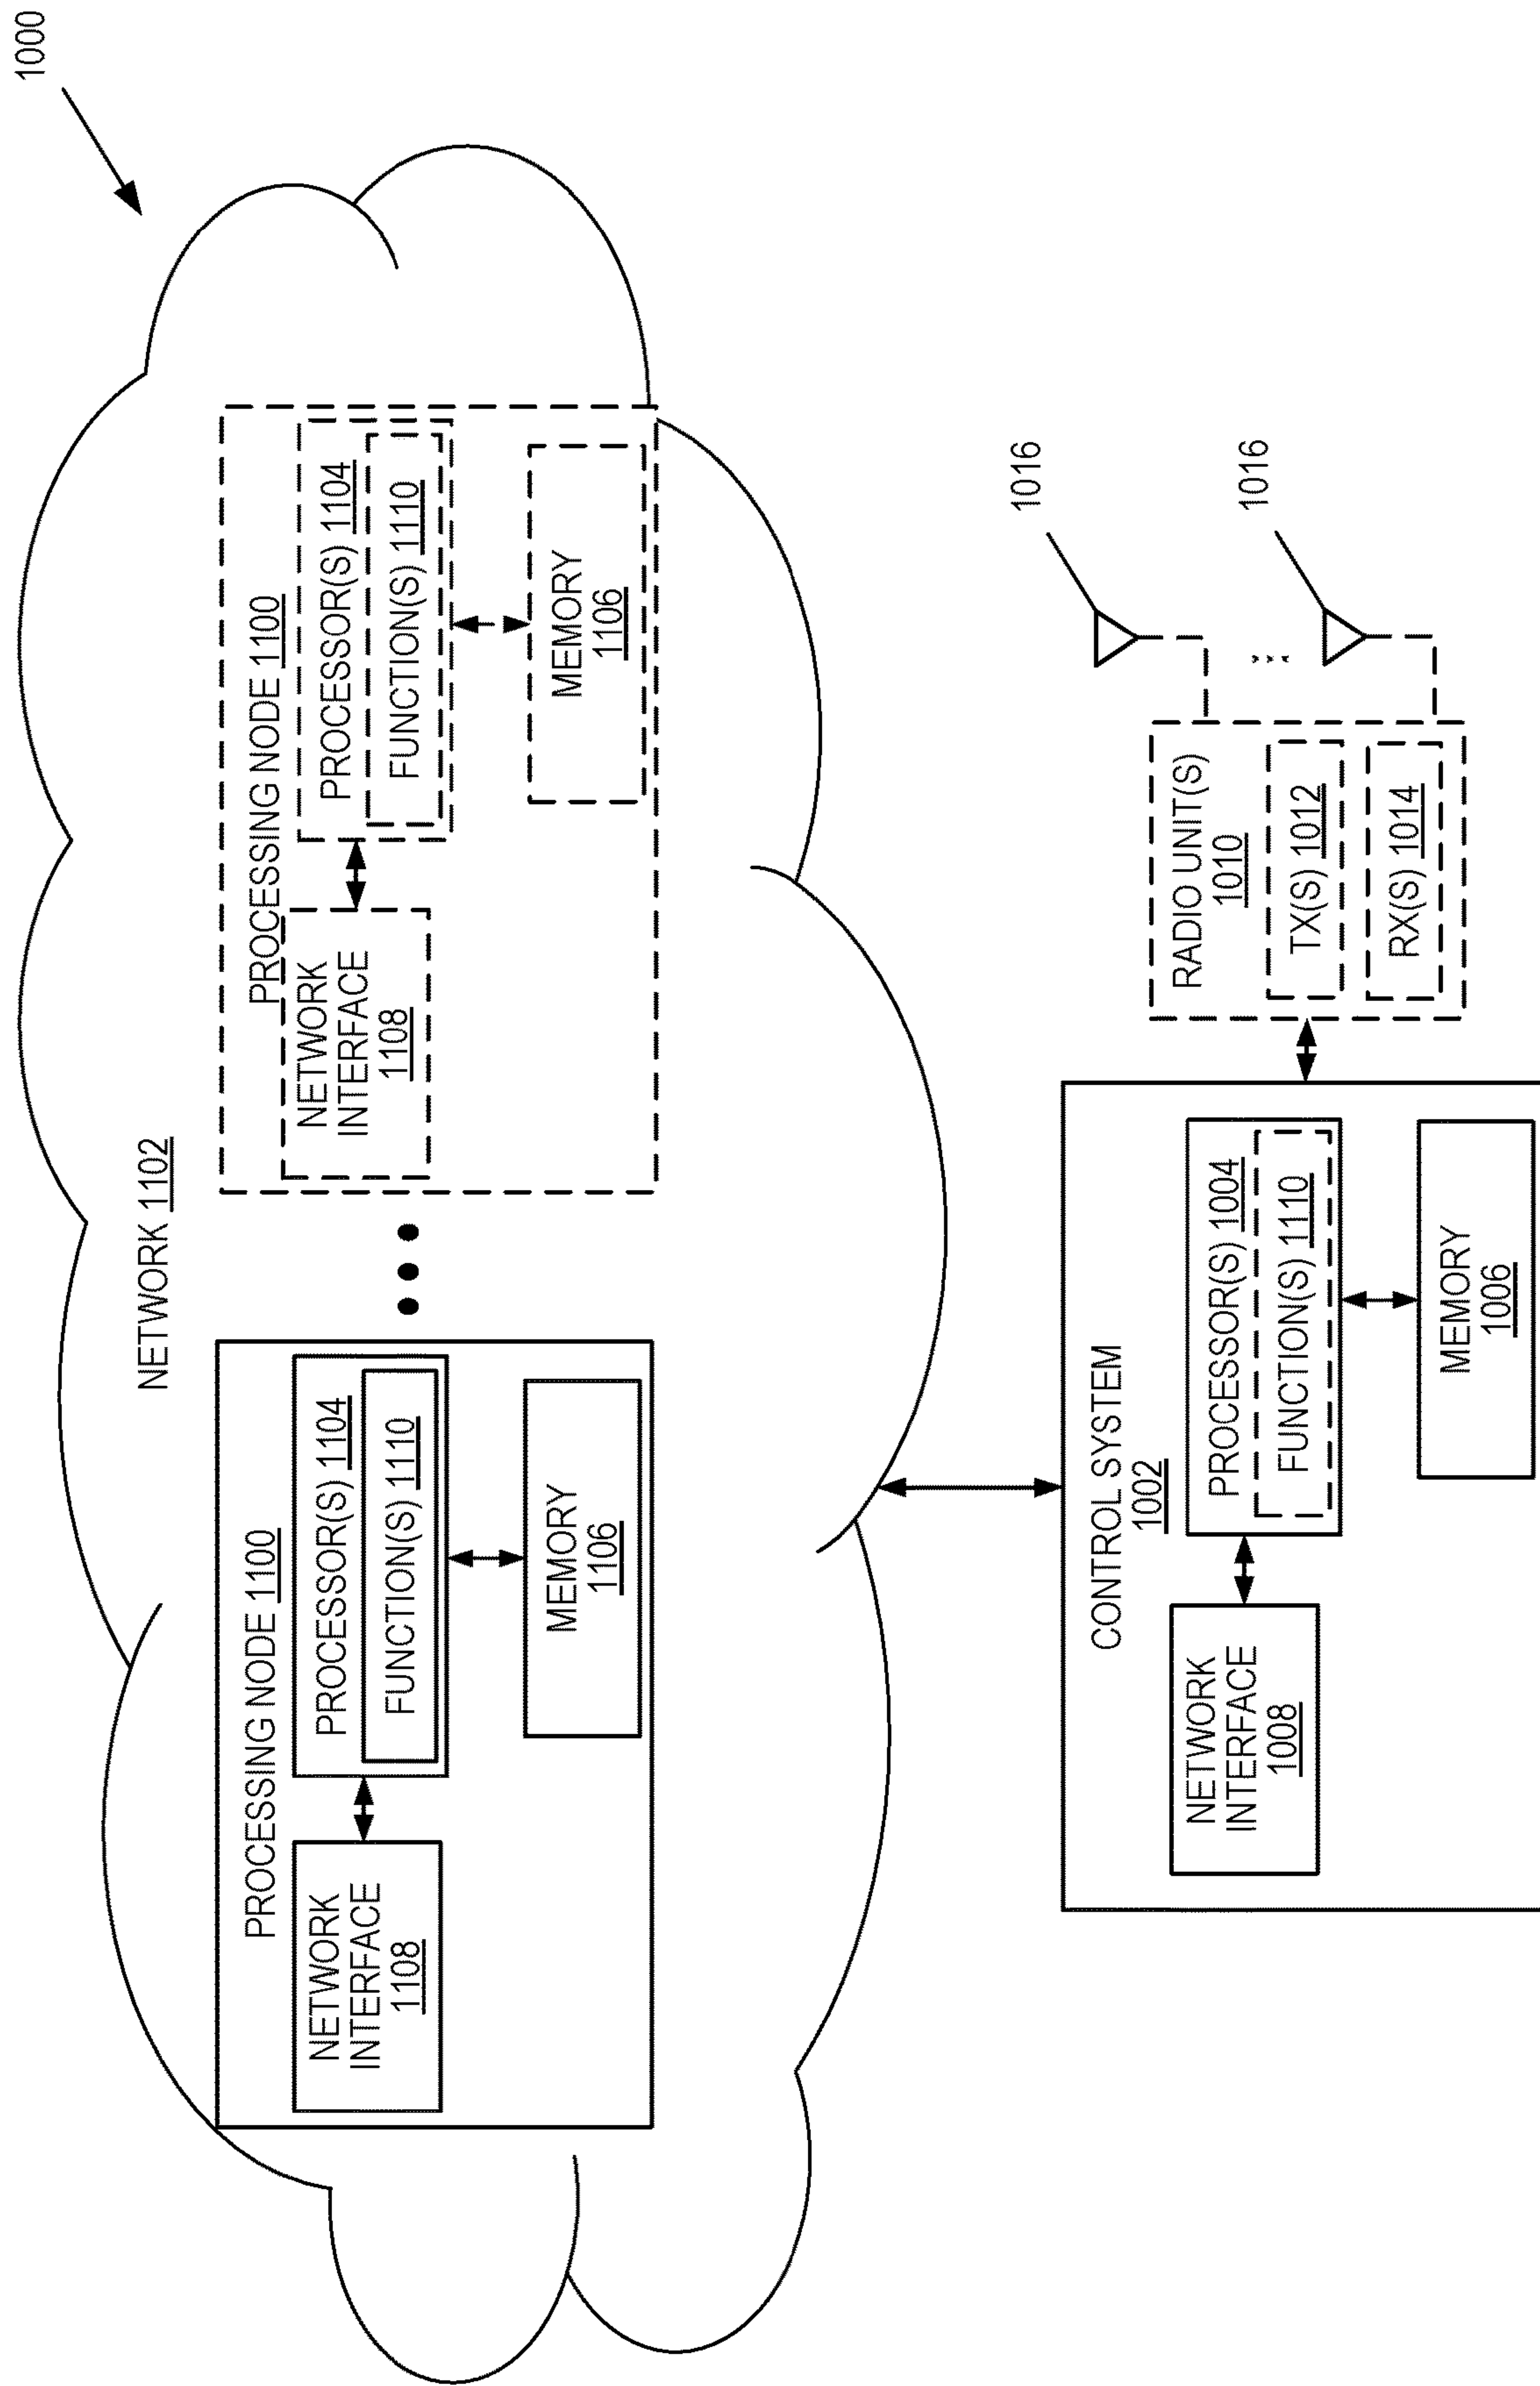 1000
NETWORK 1102
PROCESSING NODE 1100
NETWORK
INTERFACE
1108
PROCESSOR(S) 1104
FUNCTION(S) 1110
MEMORY
1106
PROCESSING NODE 1100
NETWORK
INTERFACE
1108
PROCESSOR(S) 1104
FUNCTION(S) 1110
MEMORY
1106
CONTROL SYSTEM
1002
NETWORK
INTERFACE
1008
PROCESSOR(S) 1004
FUNCTION(S) 1110
MEMORY
1006
RADIO UNIT(S)
1010
TX(S) 1012
RX(S) 1014
1016
1016